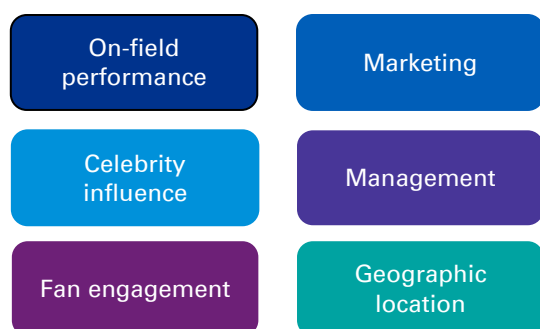 On-field
performance
Marketing
Celebrity
influence
Management
Fan engagement
Geographic
location